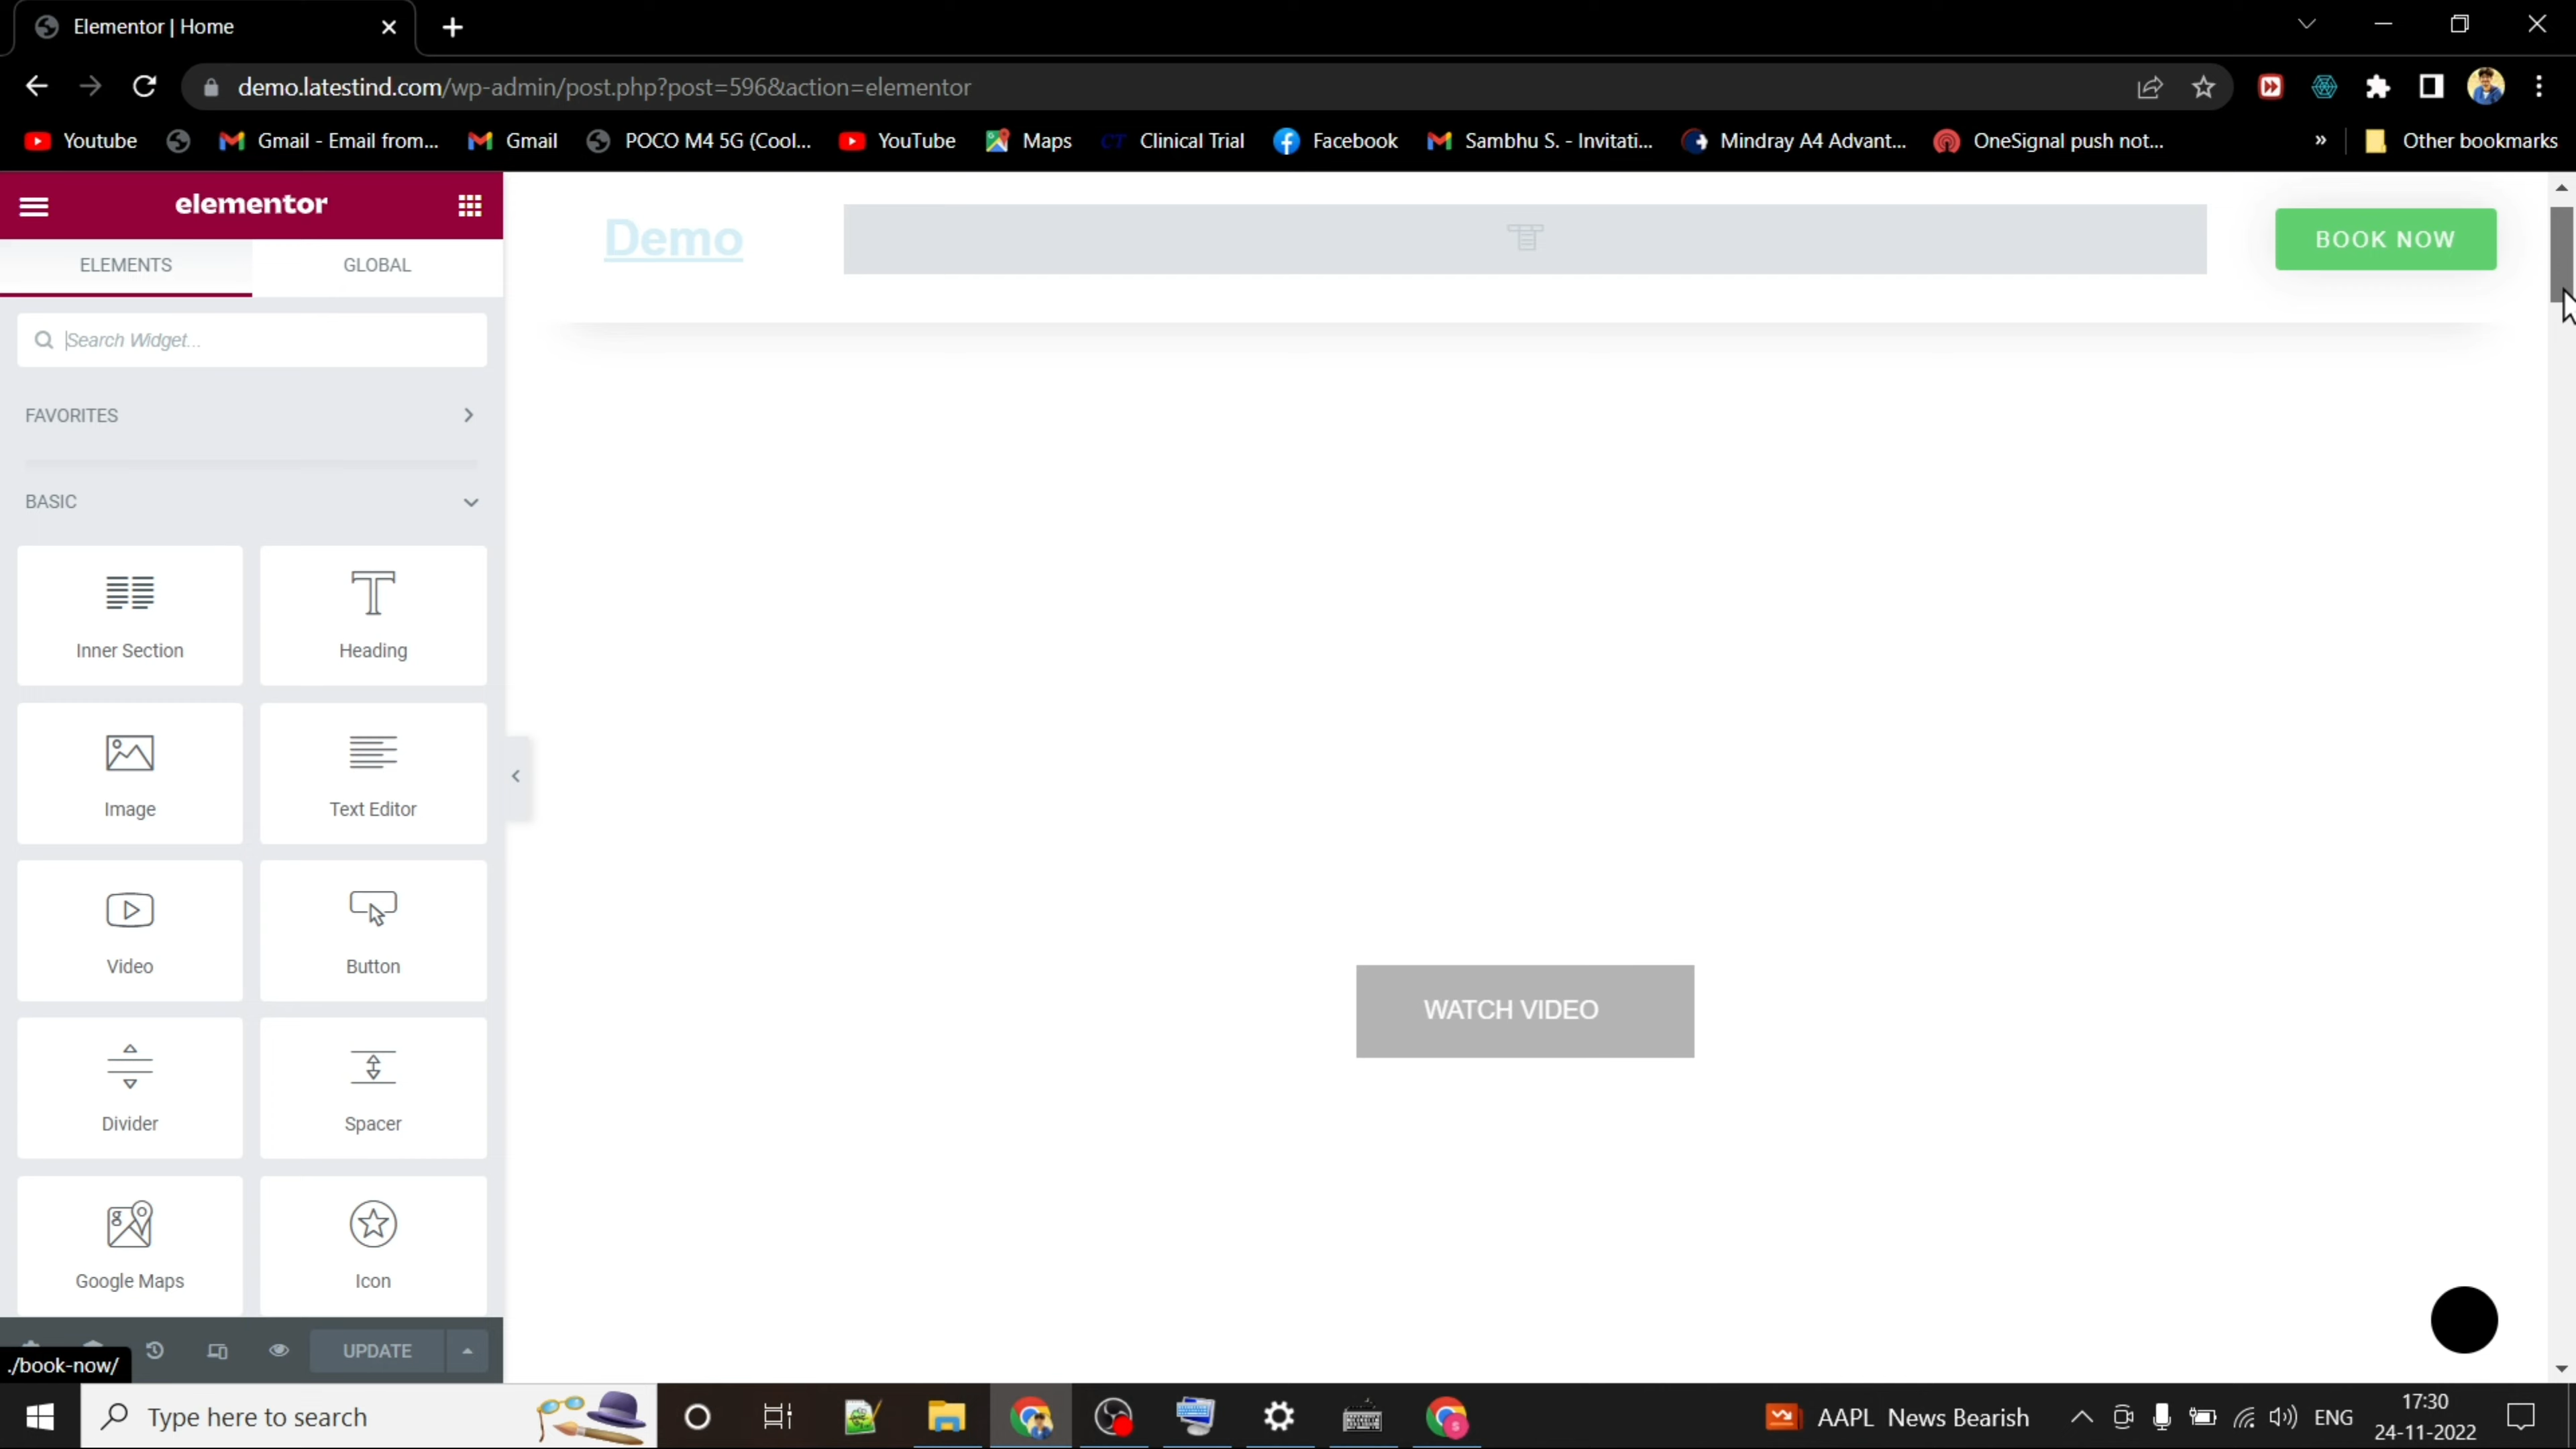 Elementor | Home
demo.latestind.com/wp-admin/post.php?post=596&action=elementor
Youtube
Gmail - Email from...
Gmail
POCO M4 5G (Cool...
YouTube
Maps
CT Clinical Trial
Facebook
Sambhu S. - Invitati...
Mindray A4 Advant...
OneSignal push not...
»
Other bookmarks
elementor
ELEMENTS
GLOBAL
Search Widget...
FAVORITES
BASIC
Inner Section
Heading
Image
Text Editor
Video
Button
Divider
Spacer
Google Maps
Icon
UPDATE
./book-now/
Demo
BOOK NOW
WATCH VIDEO
Type here to search
AAPL News Bearish
ENG
17:30
24-11-2022